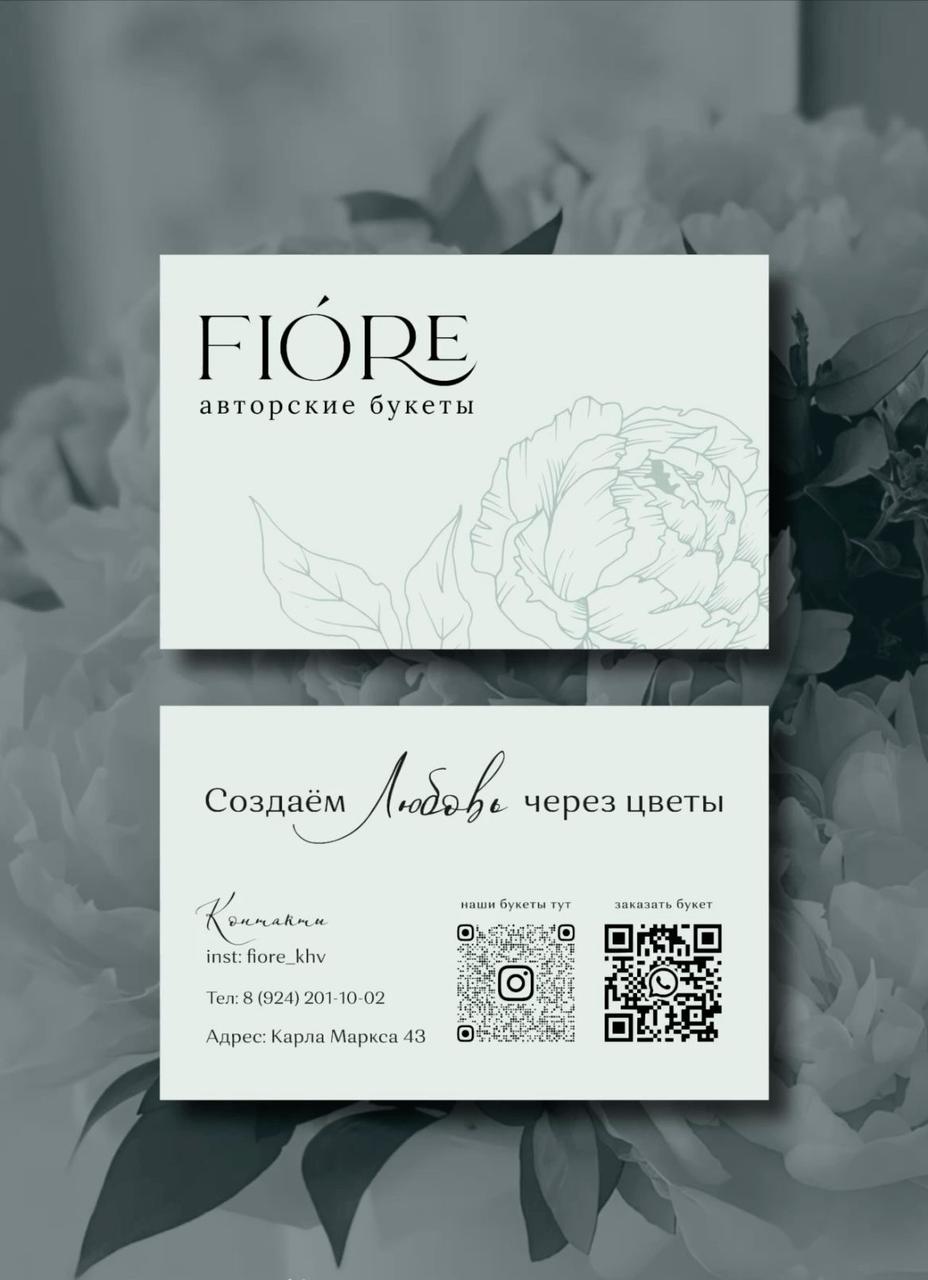 FIÓRE
авторские букеты
Создаём Любовь через цветы
Контакти
inst: fiore_khv
Тел: 8 (924) 201-10-02
Адрес: Карла Маркса 43
наши букеты тут
заказать букет